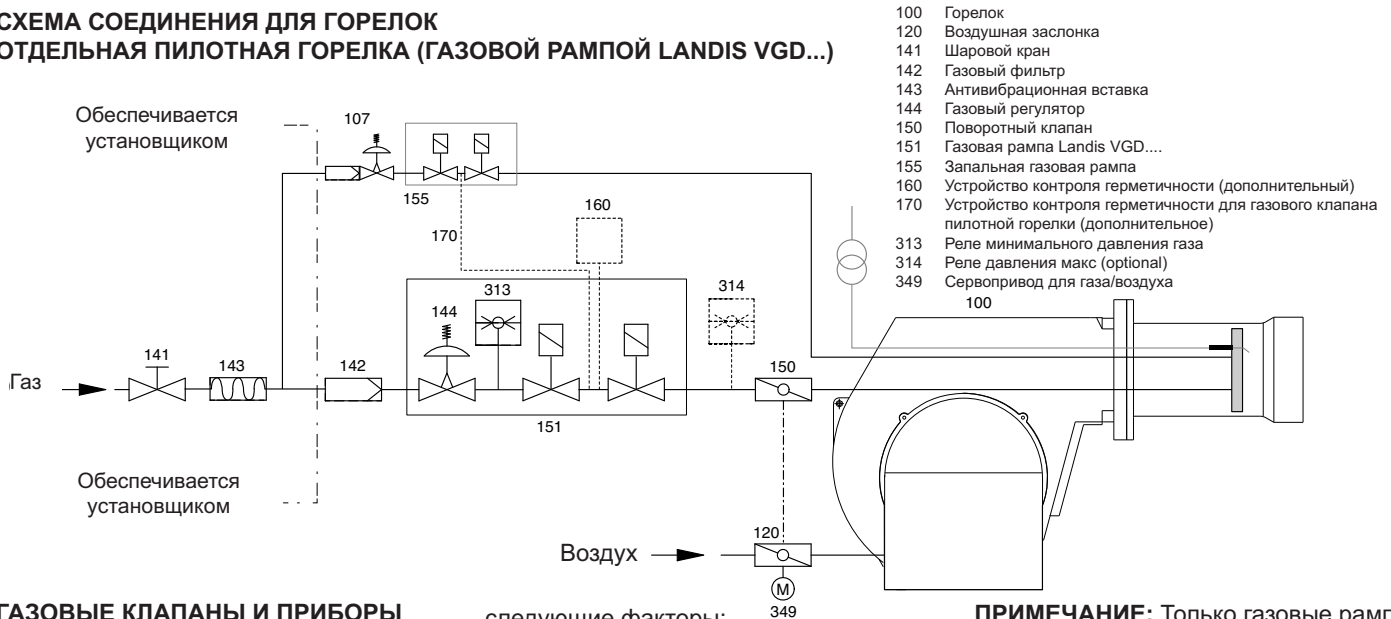 СХЕМА СОЕДИНЕНИЯ ДЛЯ ГОРЕЛОК
ОТДЕЛЬНАЯ ПИЛОТНАЯ ГОРЕЛКА (ГАЗОВОЙ РАМПОЙ LANDIS VGD...)
100 Горелок
120 Воздушная заслонка
141 Шаровой кран
142 Газовый фильтр
143 Антивибрационная вставка
144 Газовый регулятор
150 Поворотный клапан
151 Газовая рампа Landis VGD....
155 Запальная газовая рампа
160 Устройство контроля герметичности (дополнительный)
170 Устройство контроля герметичности для газового клапана
пилотной горелки (дополнительное)
313 Реле минимального давления газа
314 Реле давления макс (optional)
349 Сервопривод для газа/воздуха
Обеспечивается
установщиком
107
155
160
170
100
313
314
144
141
143
142
150
Газ
151
Обеспечивается
установщиком
120
Воздух
M
349
ГАЗОВЫЕ КЛАПАНЫ И ПРИБОРЫ
следующие факторы:
ПРИМЕЧАНИЕ: Только газовые рамп